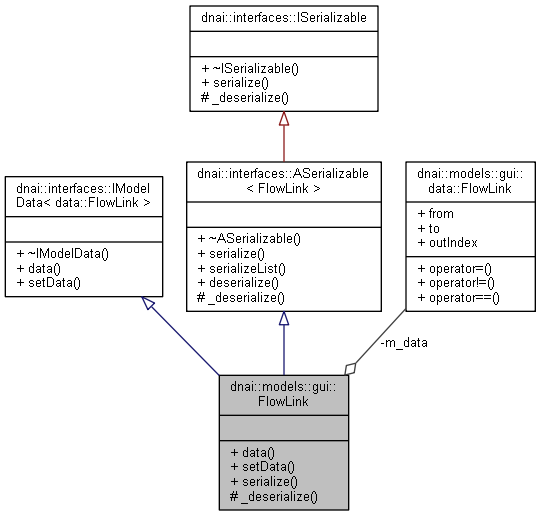 dnai::interfaces::ISerializable
+ ~ISerializable()
+ serialize()
# _deserialize()
dnai::interfaces::IModel
Data< data::FlowLink >
+ ~IModelData()
+ data()
+ setData()
dnai::interfaces::ASerializable
< FlowLink >
+ ~ASerializable()
+ serialize()
+ serializeList()
+ deserialize()
# _deserialize()
dnai::models::gui::
data::FlowLink
+ from
+ to
+ outIndex
+ operator=()
+ operator!=()
+ operator==()
-m_data
dnai::models::gui::
FlowLink
+ data()
+ setData()
+ serialize()
# _deserialize()